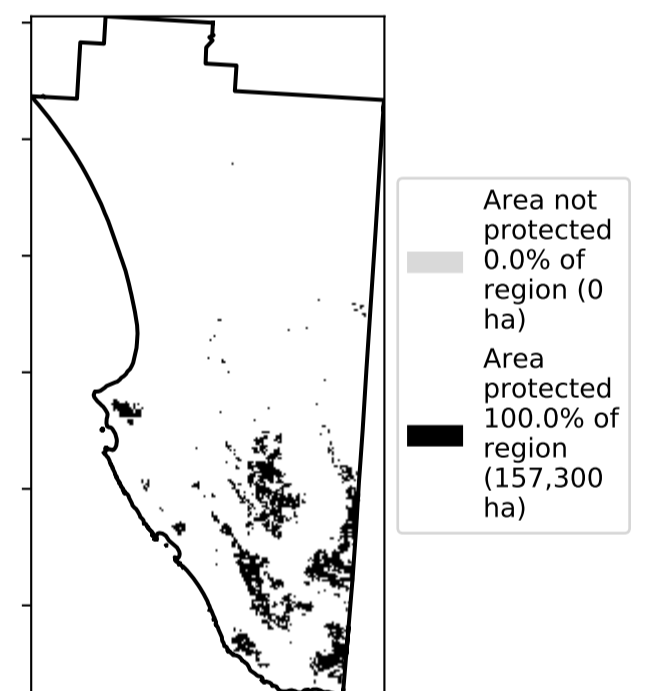 Area not
protected
0.0% of
region (0
ha)
Area
protected
100.0% of
region
(157,300
ha)